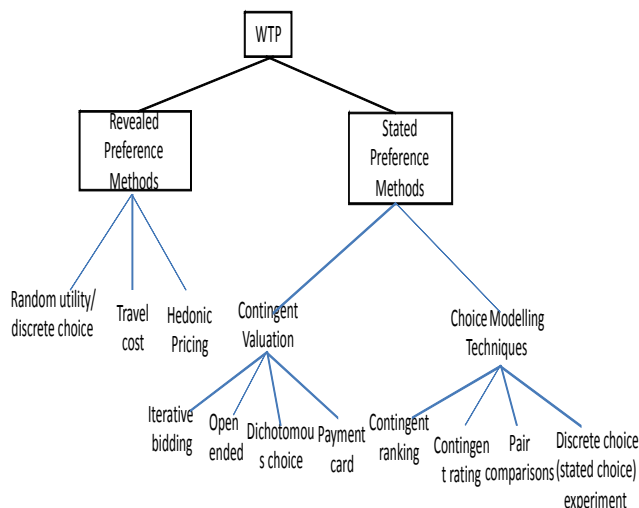 WTP
Revealed
Preference
Methods
Stated
Preference
Methods
Random utility/
discrete choice
Travel
cost
Hedonic
Pricing
Contingent
Valuation
Choice Modelling
Techniques
Iterative
bidding
Open
ended
Dichotomou
s choice
Payment
card
Contingent
ranking
Contingen
t rating
Pair
comparisons
Discrete choice
(stated choice)
experiment